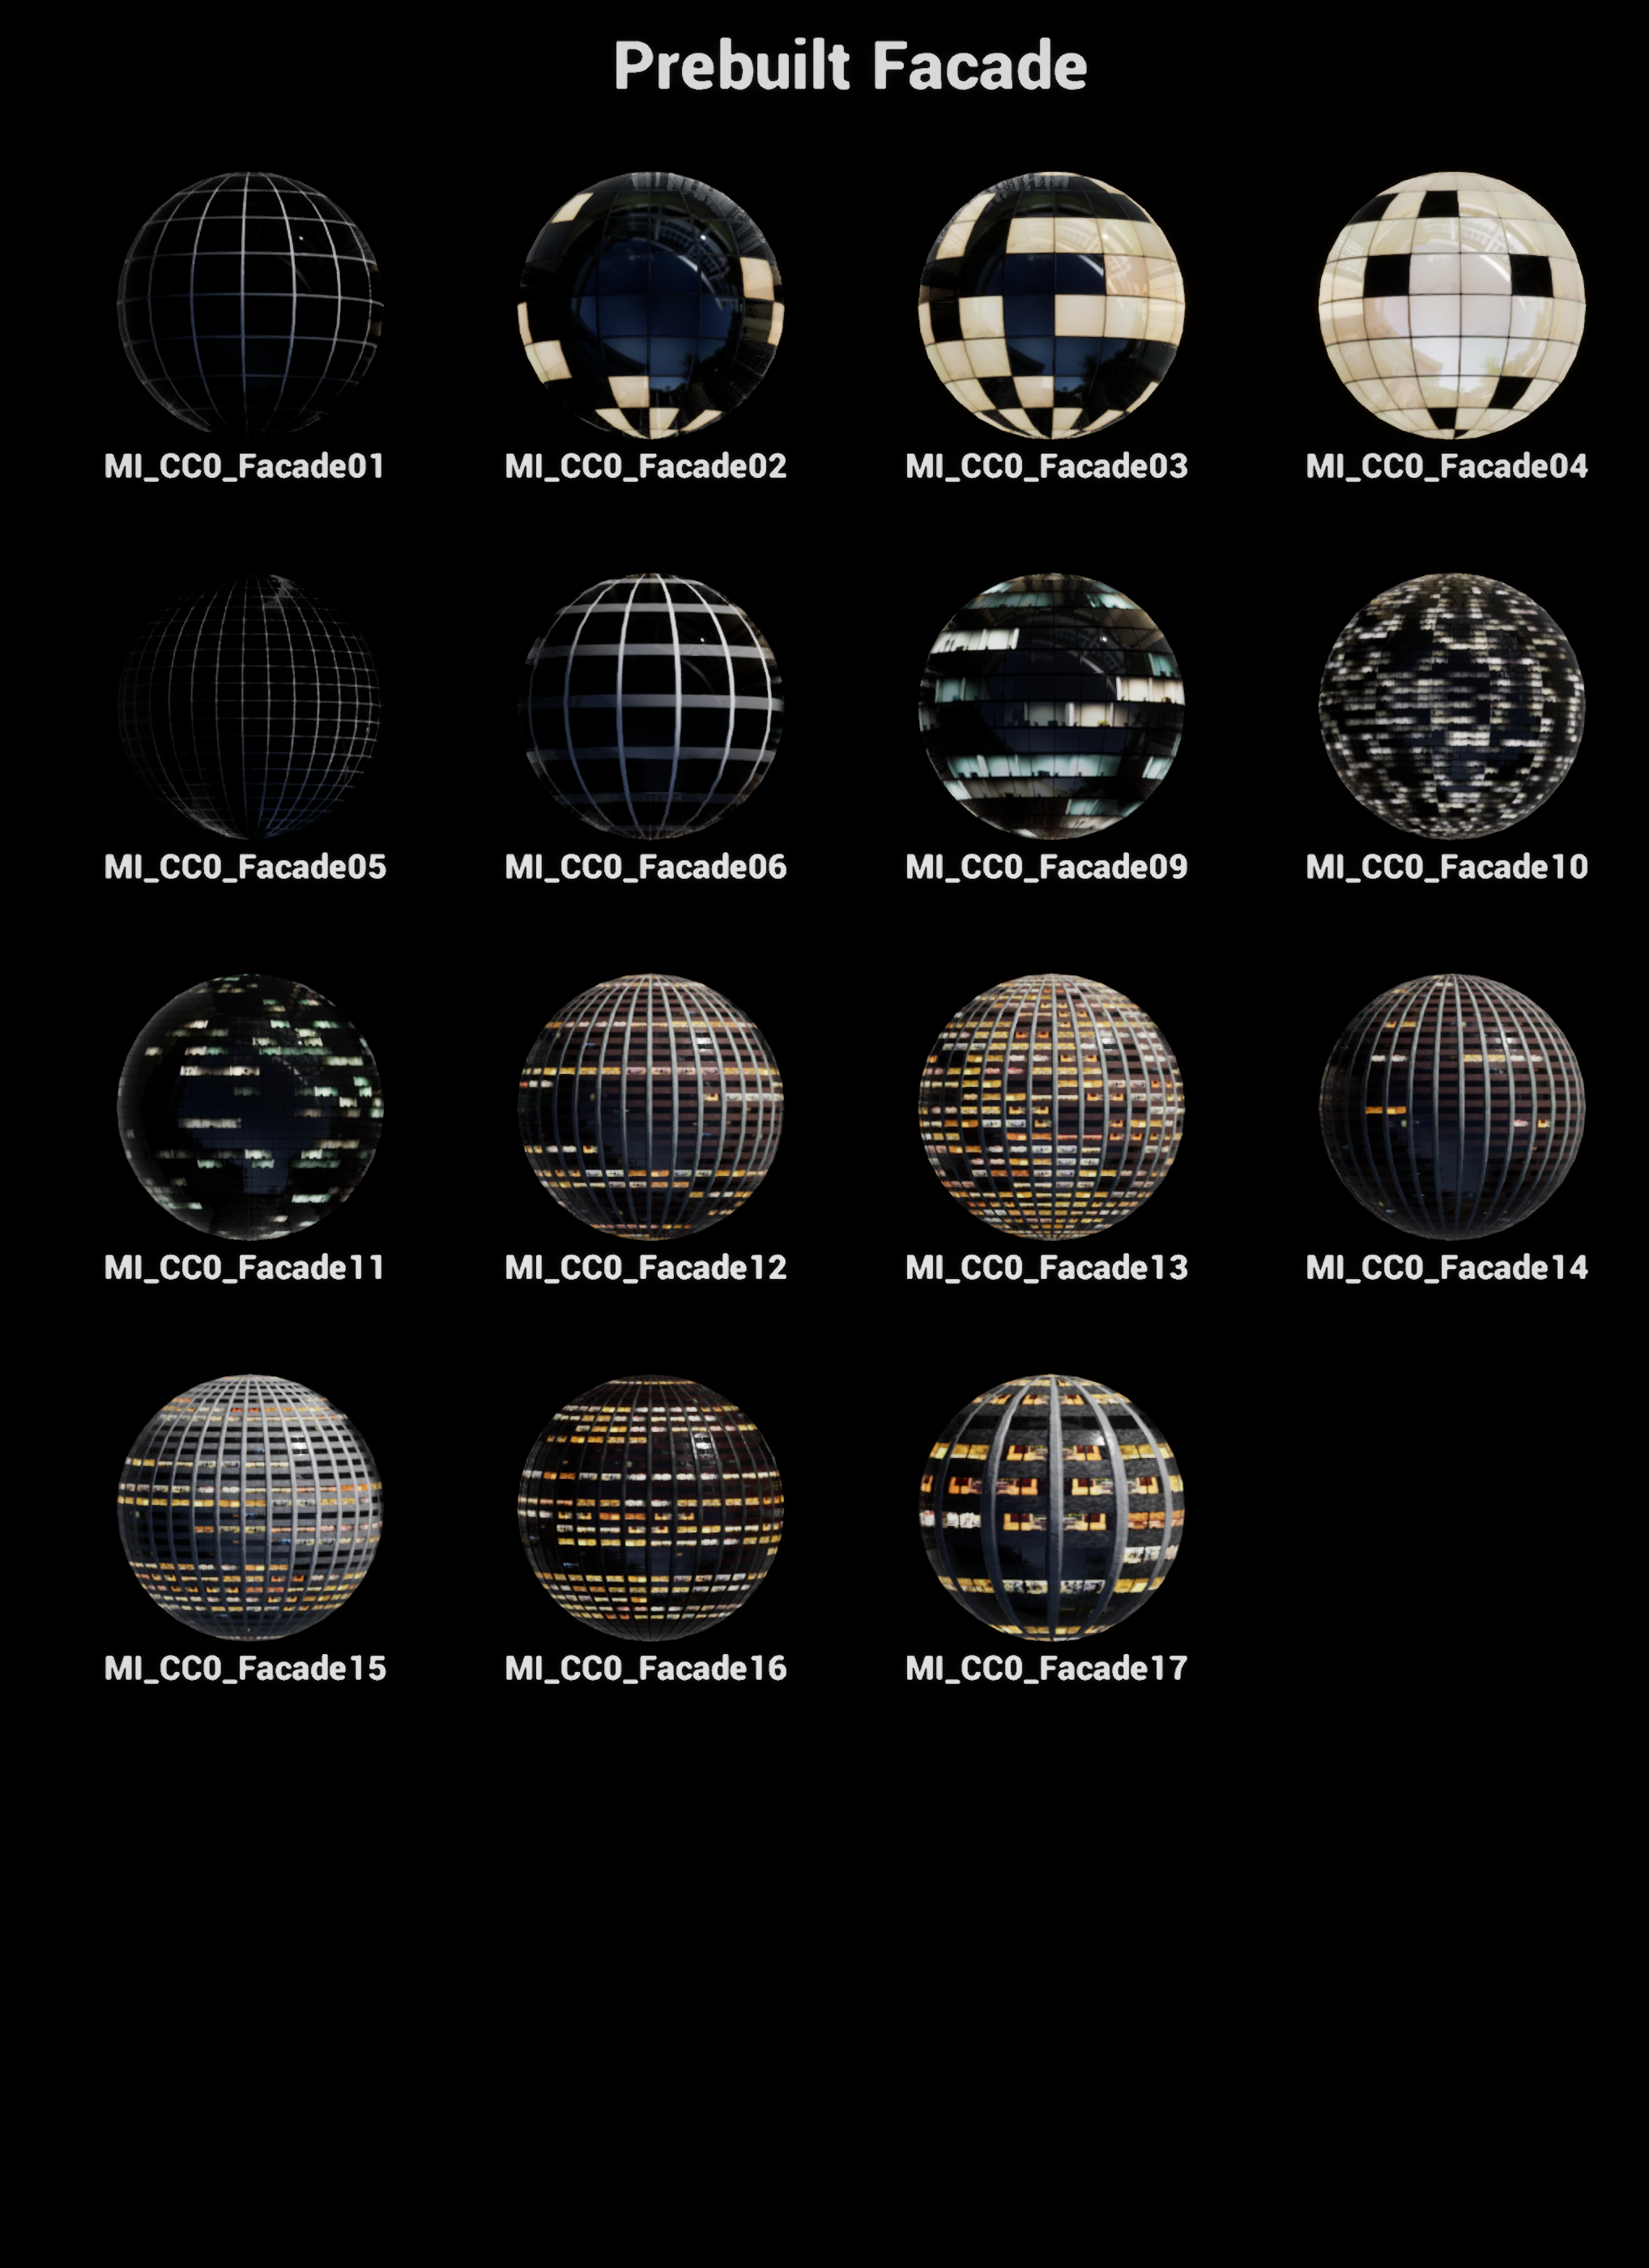 Prebuilt Facade
MI_CC0_Facade01
MI_CC0_Facade02
MI_CC0_Facade03
MI_CC0_Facade04
MI_CC0_Facade05
MI_CC0_Facade06
MI_CC0_Facade09
MI_CC0_Facade10
MI_CC0_Facade11
MI_CC0_Facade12
MI_CC0_Facade13
MI_CC0_Facade14
MI_CC0_Facade15
MI_CC0_Facade16
MI_CC0_Facade17